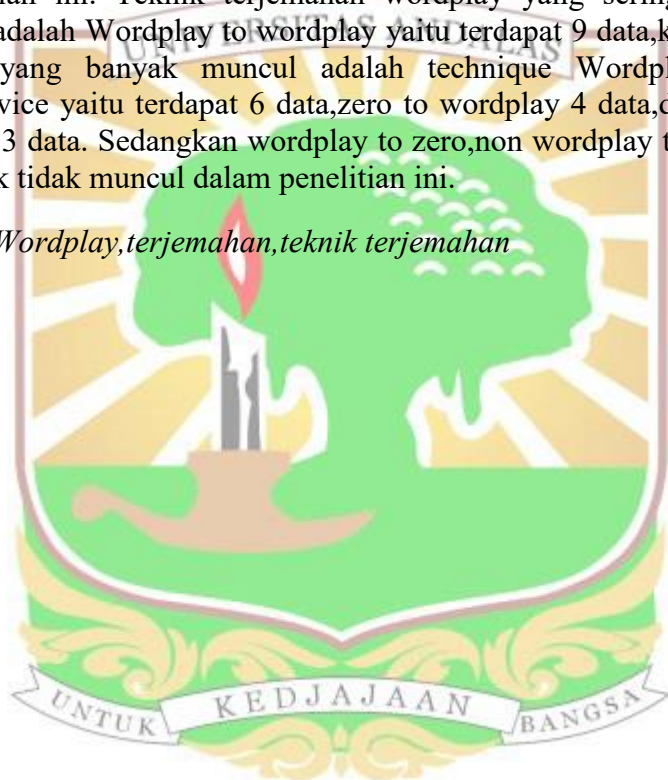 ini. Teknik terjemahan wordplay yang sering
adalah Wordplay to wordplay yaitu terdapat 9 data,k
UNIVERSITAS ANDALAS
yang banyak muncul adalah technique Wordpl
vice yaitu terdapat 6 data,zero to wordplay 4 data,d
3 data. Sedangkan wordplay to zero,non wordplay t
k tidak muncul dalam penelitian ini.
Wordplay,terjemahan,teknik terjemahan
UNTUK KEDJAJAAN BANGSA